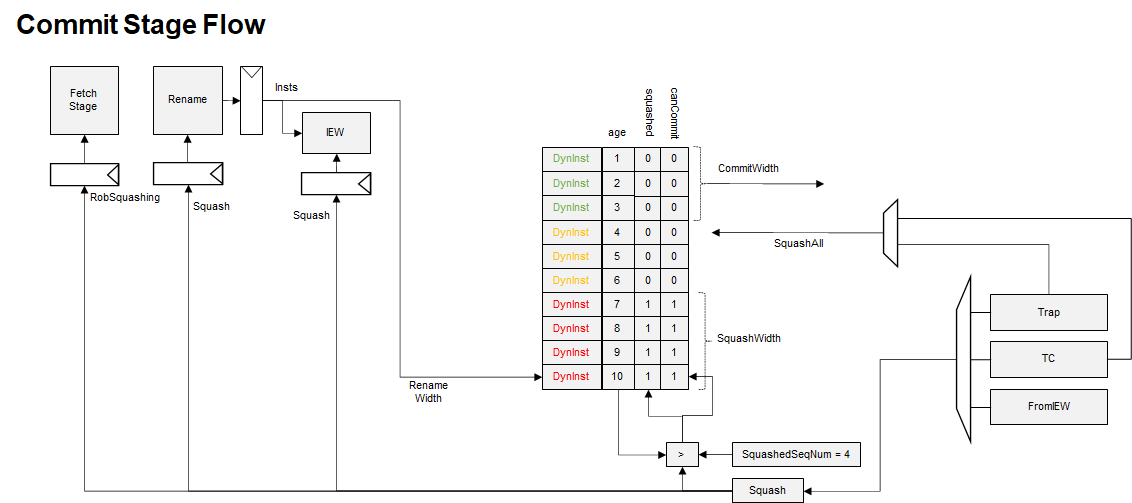 Commit Stage Flow
Fetch
Stage
Rename
Insts
IEW
RobSquashing
Squash
Squash
age
squashed
canCommit
DynInst 1 0 0
DynInst 2 0 0
DynInst 3 0 0
DynInst 4 0 0
DynInst 5 0 0
DynInst 6 0 0
DynInst 7 1 1
DynInst 8 1 1
DynInst 9 1 1
DynInst 10 1 1
CommitWidth
SquashAll
SquashWidth
Rename
Width
Trap
TC
FromIEW
>
SquashedSeqNum = 4
Squash